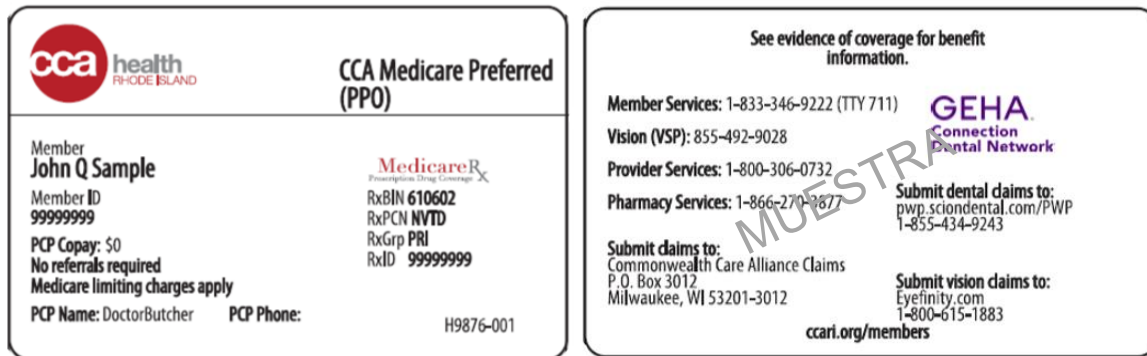 cca health
RHODE ISLAND
CCA Medicare Preferred
(PPO)
Member
John Q Sample
Member ID
99999999
PCP Copay: $0
No referrals required
Medicare limiting charges apply
PCP Name: DoctorButcher PCP Phone:
MedicareRx
Prescription Drug Coverage
RxBIN 610602
RxPCN NVTD
RxGrp PRI
RxID 99999999
H9876-001
See evidence of coverage for benefit
information.
Member Services: 1-833-346-9222 (TTY 711)
Vision (VSP): 855-492-9028
Provider Services: 1-800-306-0732
Pharmacy Services: 1-866-270-3877
Submit claims to:
Commonwealth Care Alliance Claims
P.O. Box 3012
Milwaukee, WI 53201-3012
GEHA
Connection
Dental Network
MUESTRA
Submit dental claims to:
pwp.sciondental.com/PWP
1-855-434-9243
Submit vision claims to:
Eyefinity.com
1-800-615-1883
ccari.org/members